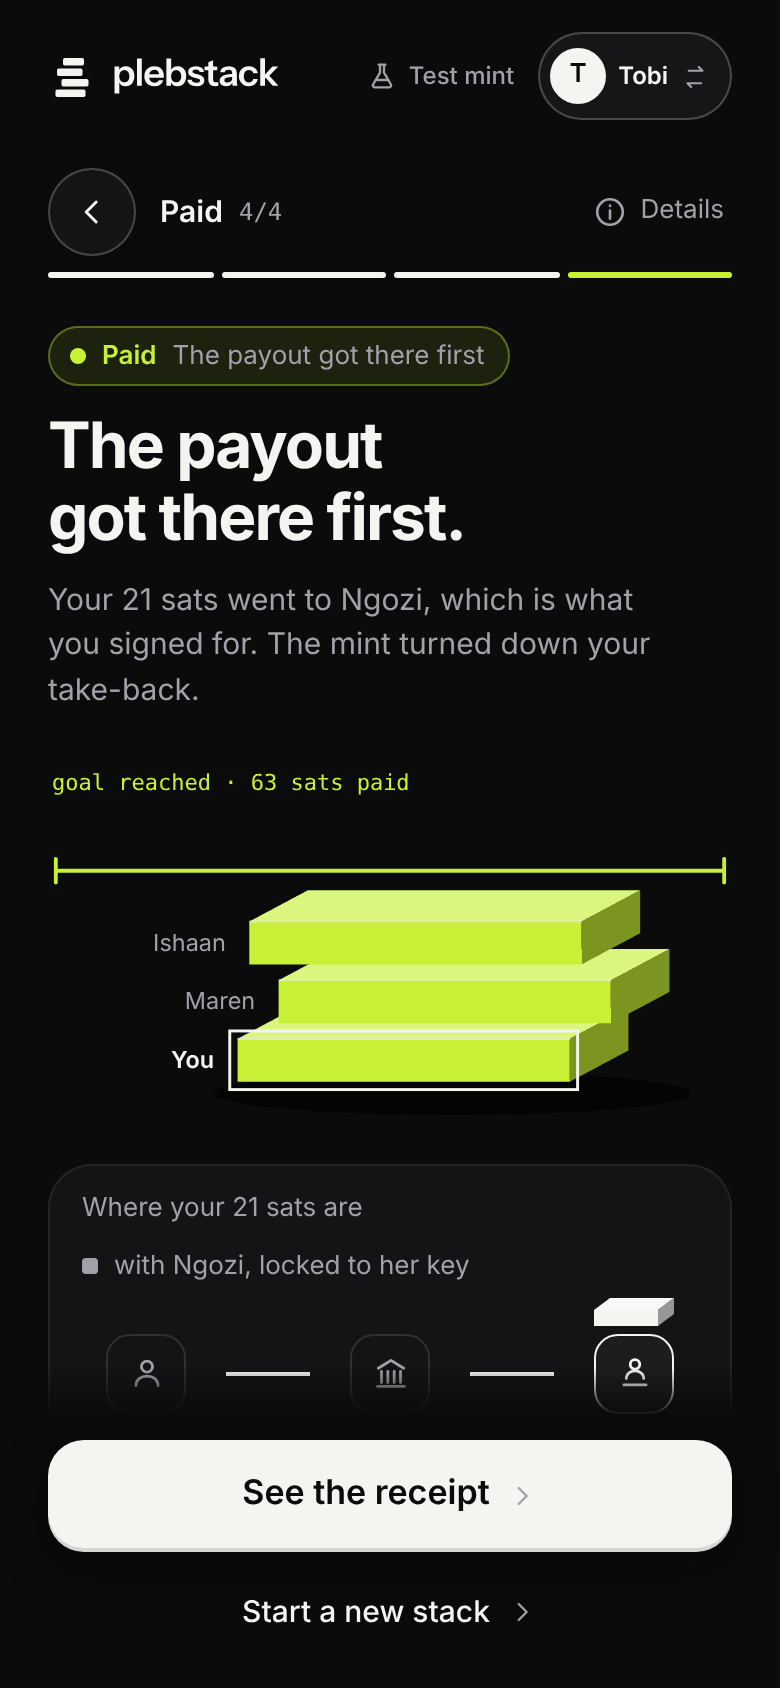 plebstack
Test mint
T
Tobi
Paid 4/4
Details
Paid The payout got there first
The payout
got there first.
Your 21 sats went to Ngozi, which is what
you signed for. The mint turned down your
take-back.
goal reached · 63 sats paid
Ishaan
Maren
You
Where your 21 sats are
with Ngozi, locked to her key
See the receipt
Start a new stack